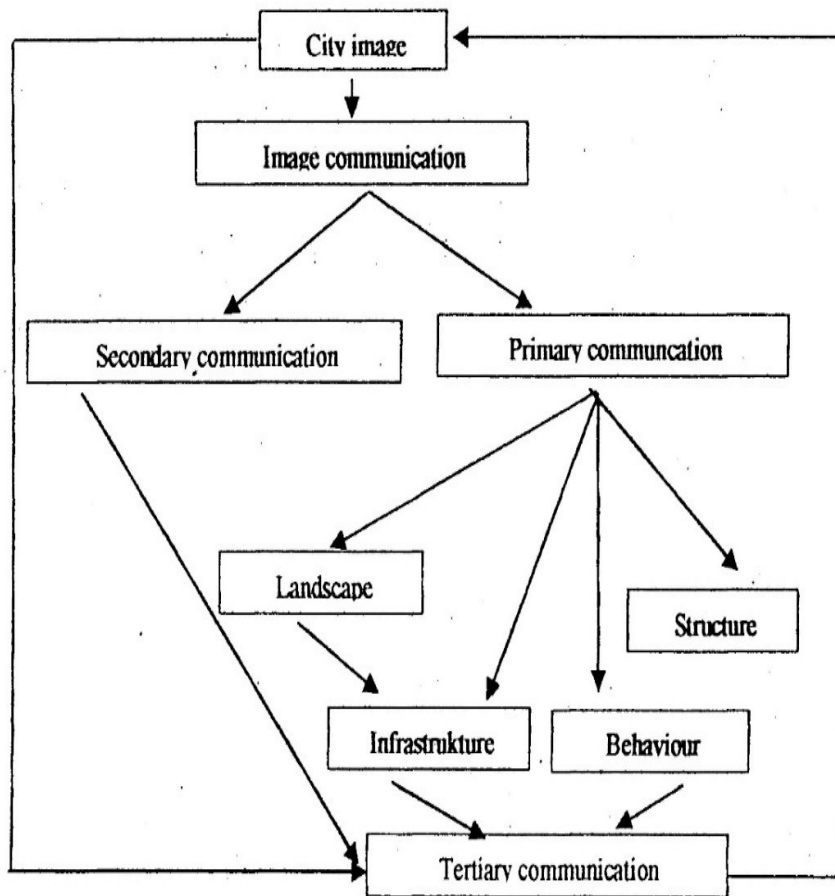 City image
Image communication
Secondary communication
Primary communcation
Landscape
Structure
Infrastrukture
Behaviour
Tertiary communication